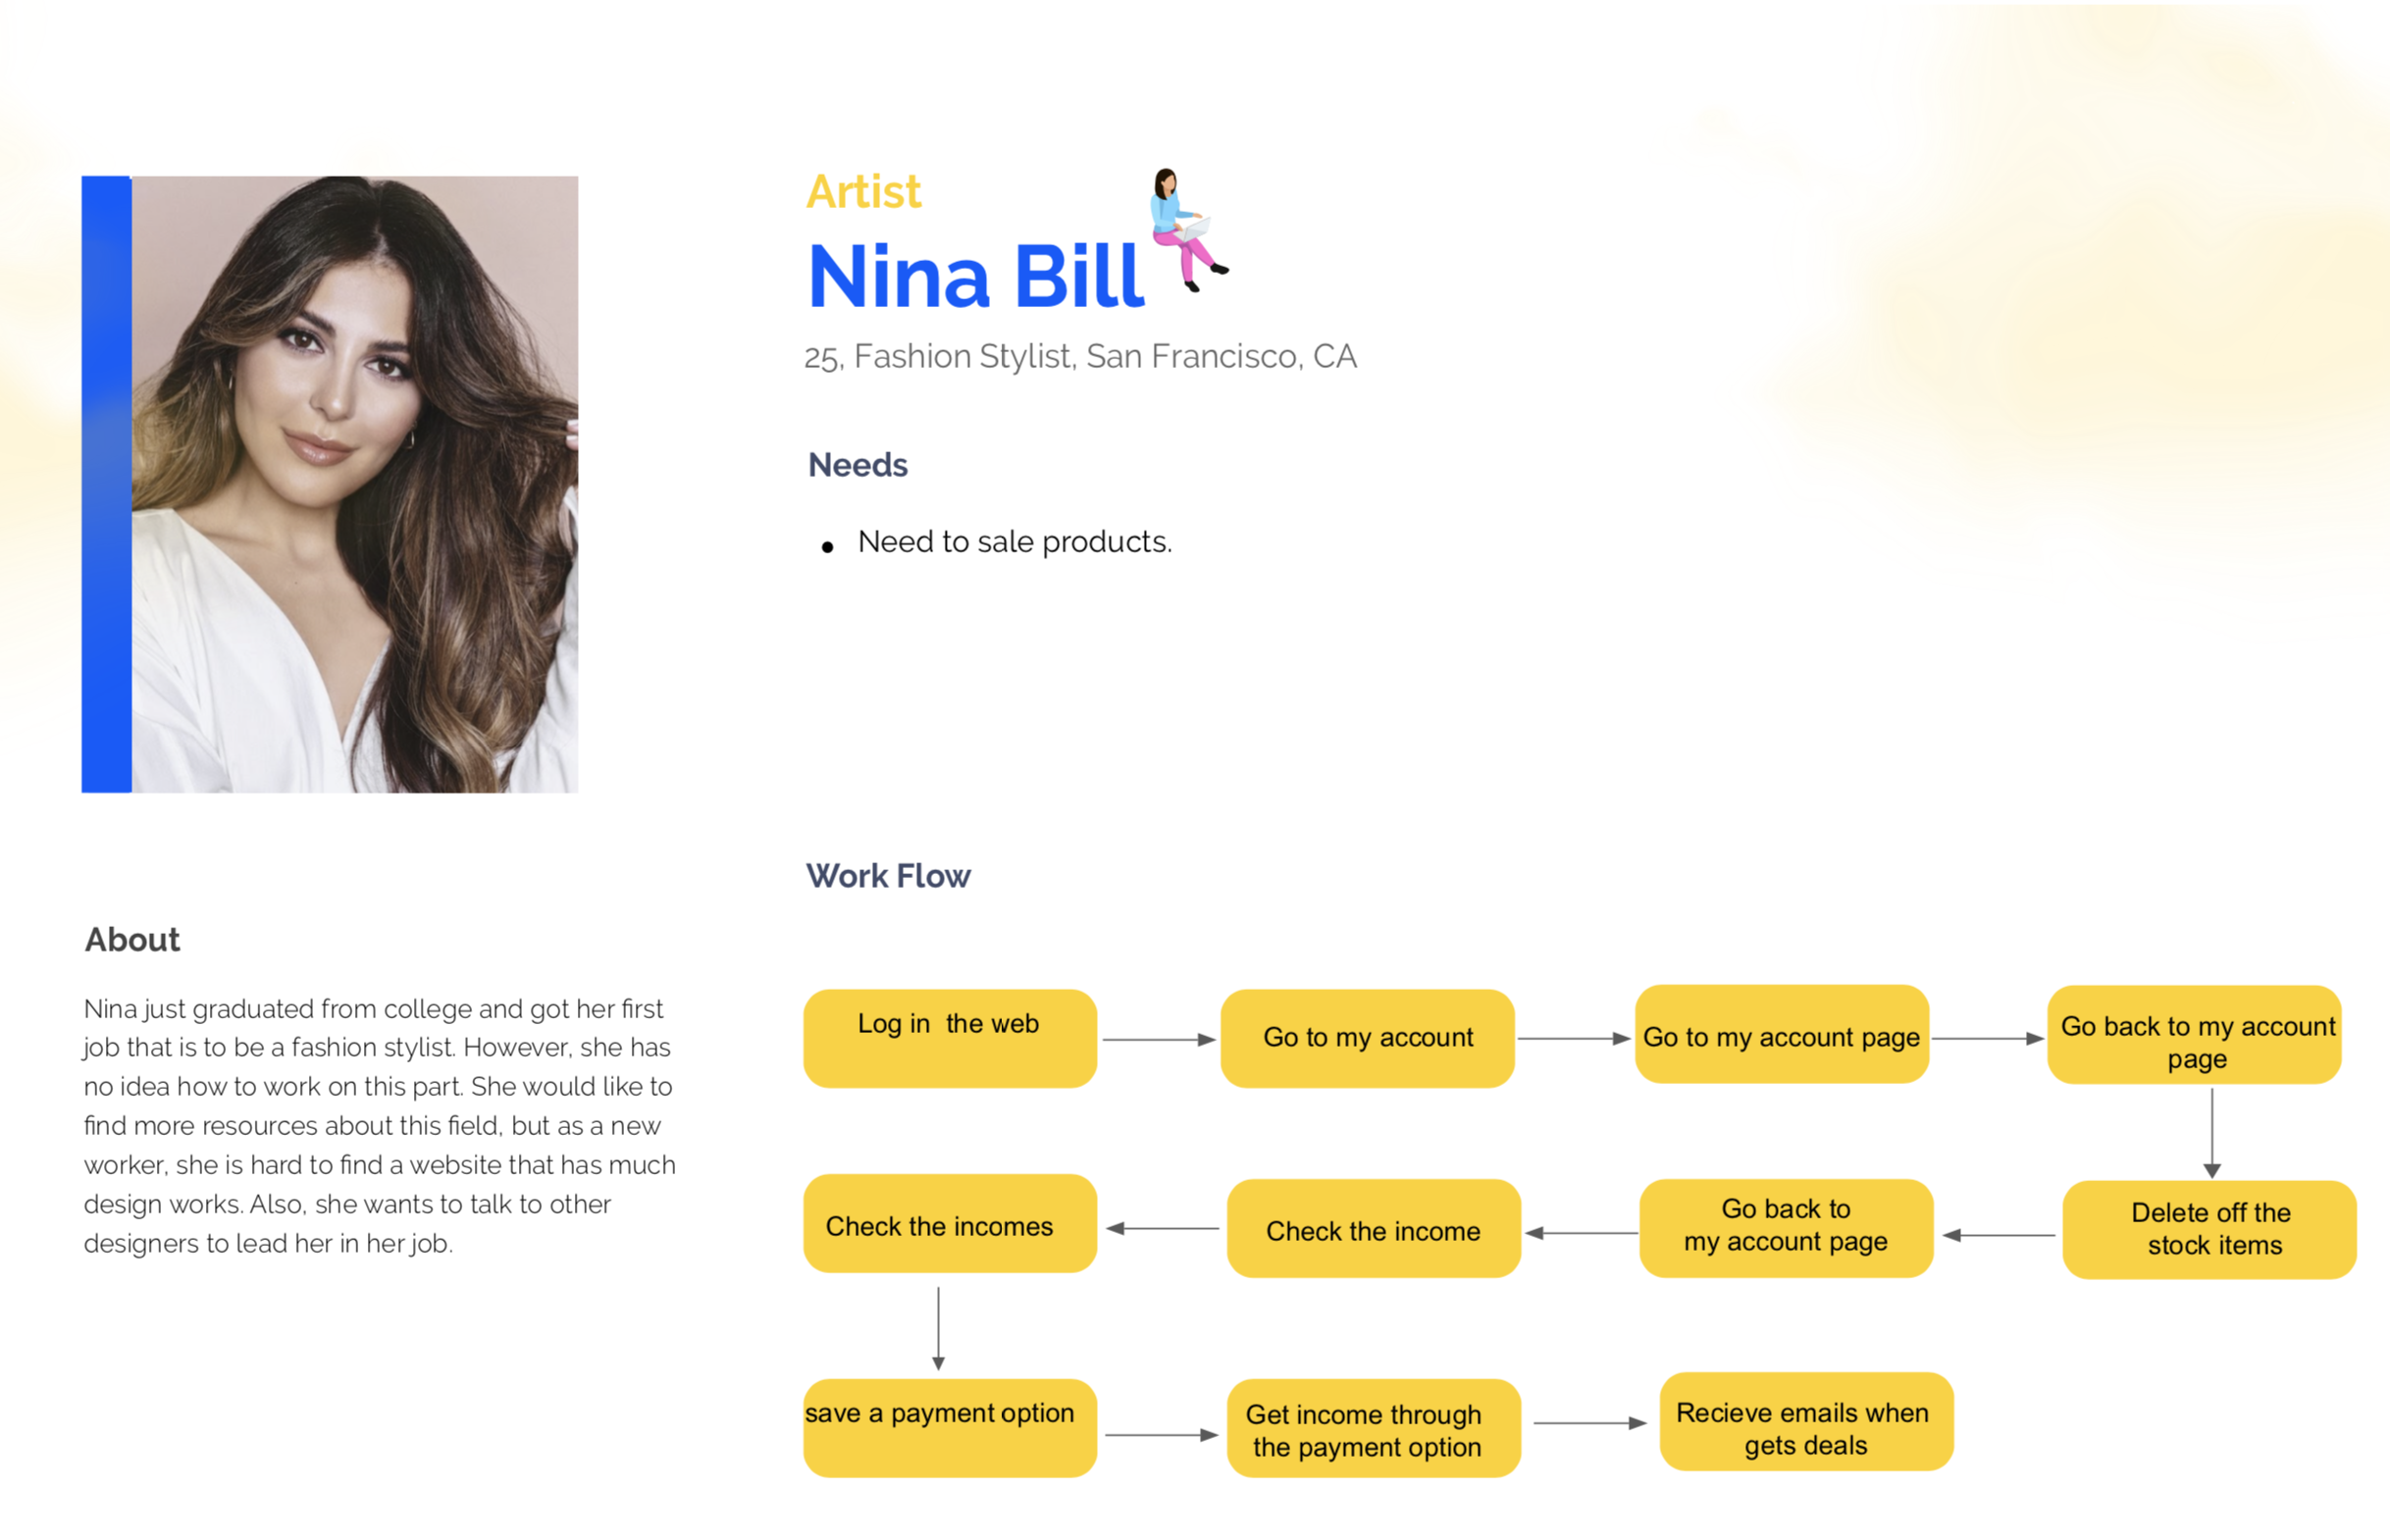 Artist
Nina Bill
25, Fashion Stylist, San Francisco, CA
Needs
• Need to sale products.
About
Nina just graduated from college and got her first
job that is to be a fashion stylist. However, she has
no idea how to work on this part. She would like to
find more resources about this field, but as a new
worker, she is hard to find a website that has much
design works. Also, she wants to talk to other
designers to lead her in her job.
Work Flow
Log in  the web
Go to my account
Go to my account page
Go back to my account
page
Delete off the
stock items
Go back to
my account page
Check the income
Check the incomes
save a payment option
Get income through
the payment option
Recieve emails when
gets deals